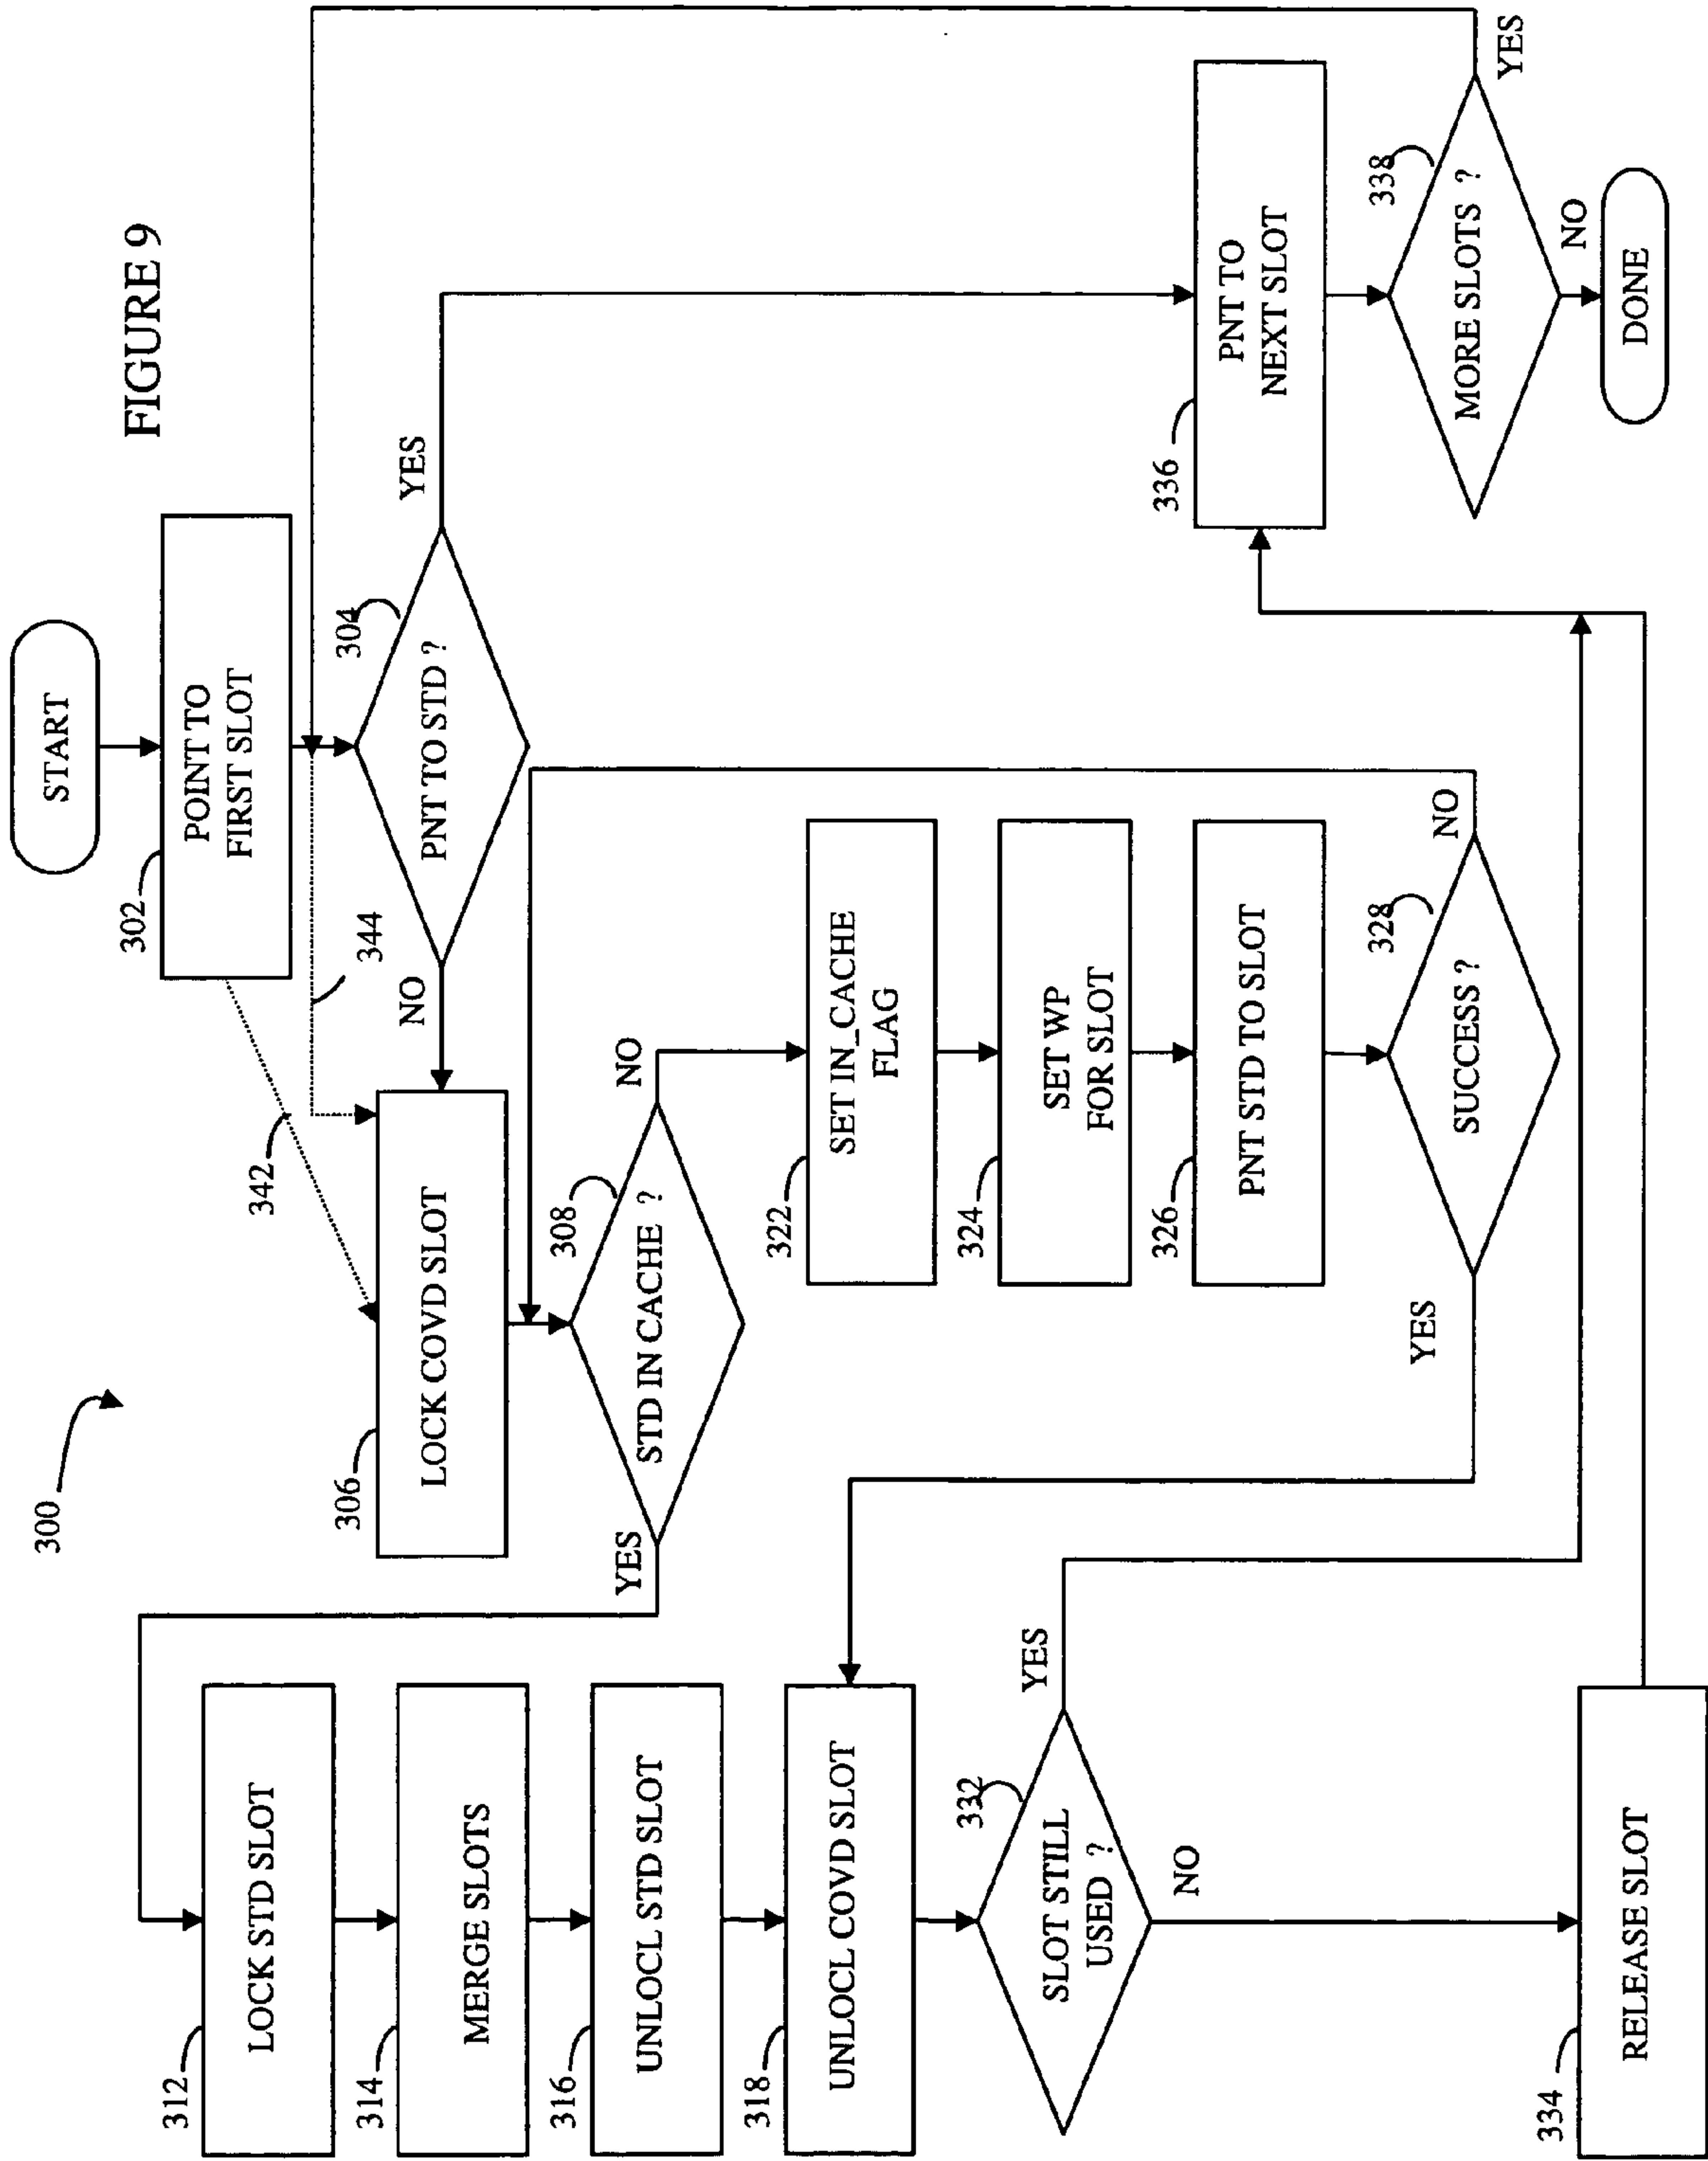 FIGURE 9
300
START
302
POINT TO
FIRST SLOT
342
344
304
PNT TO STD ?
YES
NO
306
LOCK COVD SLOT
308
STD IN CACHE ?
YES
NO
312
LOCK STD SLOT
314
MERGE SLOTS
316
UNLOCL STD SLOT
318
UNLOCL COVD SLOT
322
SET IN_CACHE
FLAG
324
SET WP
FOR SLOT
326
PNT STD TO SLOT
328
SUCCESS ?
NO
YES
332
SLOT STILL
USED ?
YES
NO
334
RELEASE SLOT
336
PNT TO
NEXT SLOT
338
MORE SLOTS ?
YES
NO
DONE